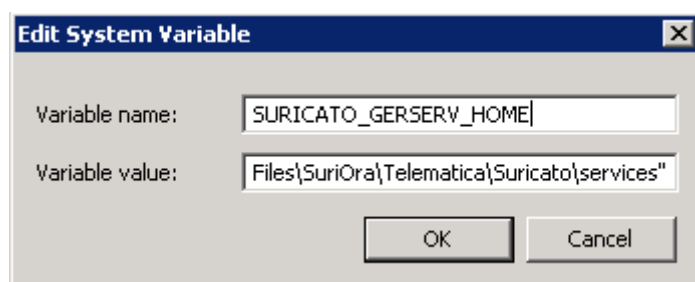 Edit System Variable
Variable name: SURICATO_GERSERV_HOME
Variable value: Files\SuriOra\Telematica\Suricato\services"
OK Cancel